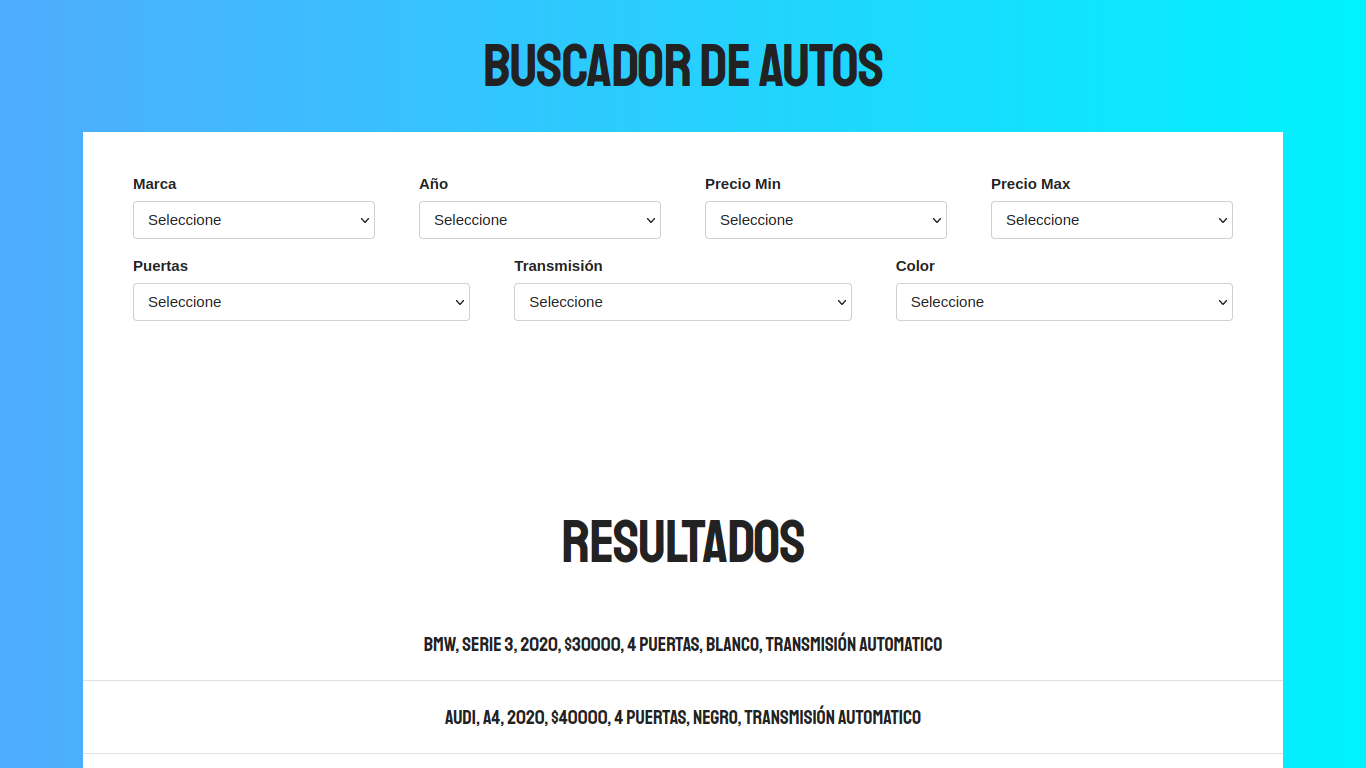 BUSCADOR DE AUTOS
Marca Año Precio Min Precio Max
Seleccione Seleccione Seleccione Seleccione
Puertas Transmisión Color
Seleccione Seleccione Seleccione
RESULTADOS
BMW, SERIE 3, 2020, $30000, 4 PUERTAS, BLANCO, TRANSMISIÓN AUTOMATICO
AUDI, A4, 2020, $40000, 4 PUERTAS, NEGRO, TRANSMISIÓN AUTOMATICO